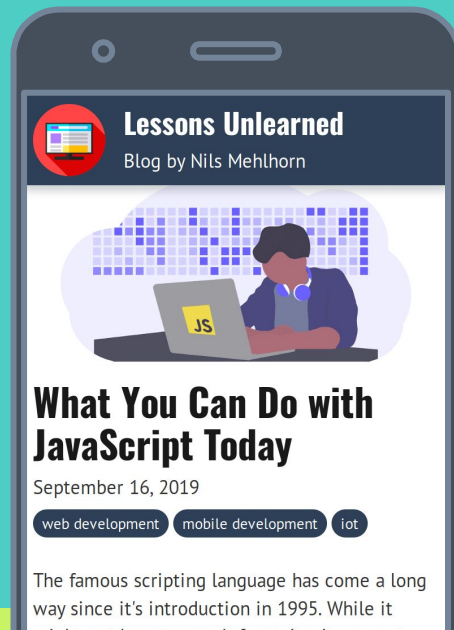 Lessons Unlearned
Blog by Nils Mehlhorn
JS
What You Can Do with
JavaScript Today
September 16, 2019
web development mobile development iot
The famous scripting language has come a long
way since it's introduction in 1995. While it